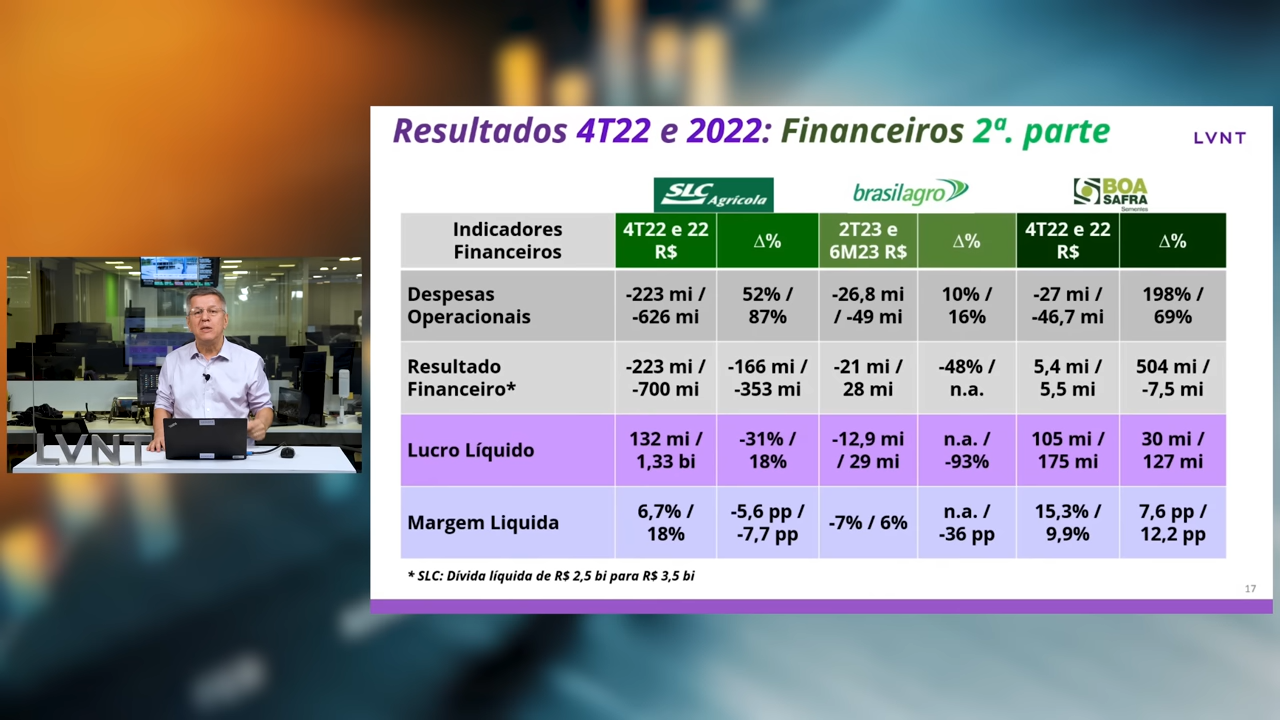 Resultados 4T22 e 2022: Financeiros 2ª. parte
LVNT
SLC Agrícola
brasilagro
BOA SAFRA
Sementes
Indicadores Financeiros
4T22 e 22 R$
Δ%
2T23 e 6M23 R$
Δ%
4T22 e 22 R$
Δ%
Despesas Operacionais
-223 mi / -626 mi
52% / 87%
-26,8 mi / -49 mi
10% / 16%
-27 mi / -46,7 mi
198% / 69%
Resultado Financeiro*
-223 mi / -700 mi
-166 mi / -353 mi
-21 mi / 28 mi
-48% / n.a.
5,4 mi / 5,5 mi
504 mi / -7,5 mi
Lucro Líquido
132 mi / 1,33 bi
-31% / 18%
-12,9 mi / 29 mi
n.a. / -93%
105 mi / 175 mi
30 mi / 127 mi
Margem Liquida
6,7% / 18%
-5,6 pp / -7,7 pp
-7% / 6%
n.a. / -36 pp
15,3% / 9,9%
7,6 pp / 12,2 pp
* SLC: Dívida líquida de R$ 2,5 bi para R$ 3,5 bi
17
LVNT